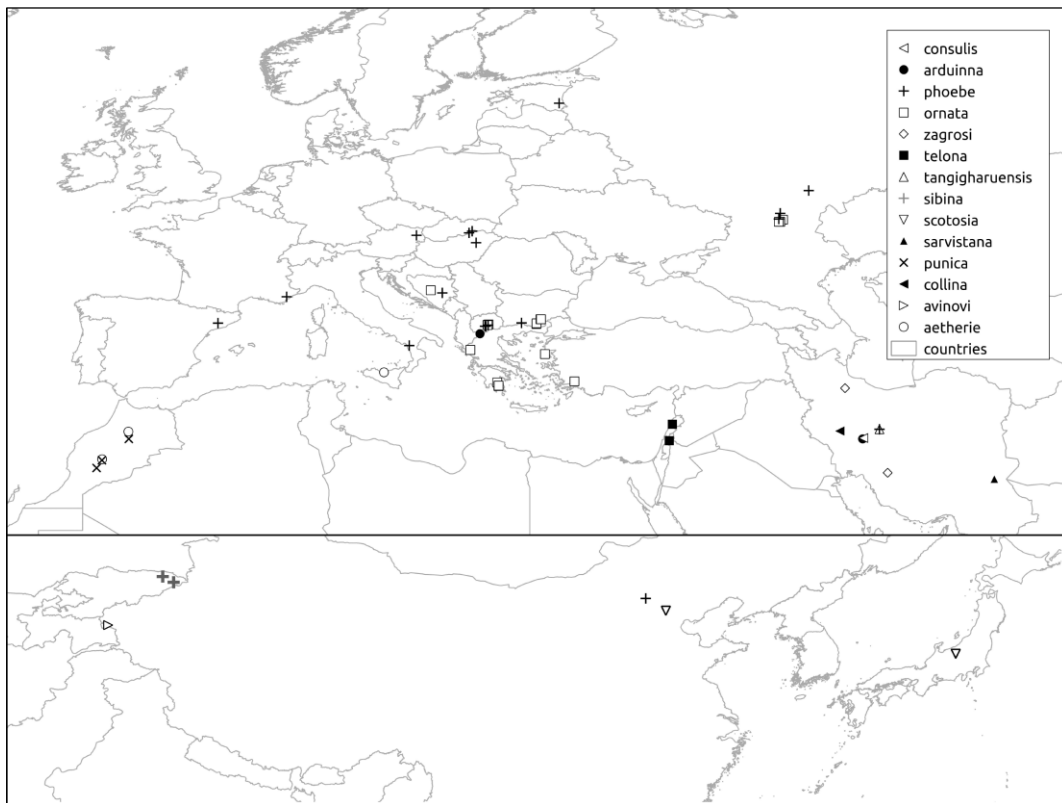 consulis
arduinna
phoebe
ornata
zagrosi
telona
tangigharuensis
sibina
scotosia
sarvistana
punica
collina
avinovi
aetherie
countries